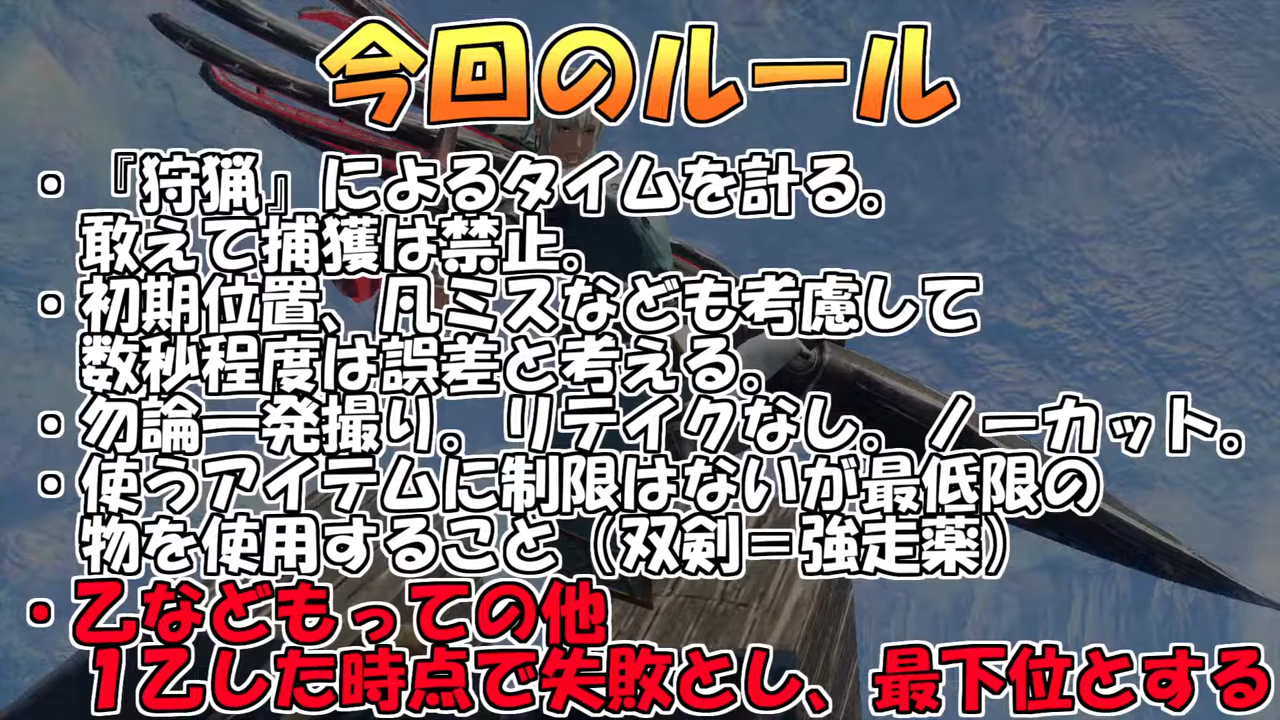 今回のルール
・『狩猟』によるタイムを計る。
敢えて捕獲は禁止。
・初期位置、凡ミスなども考慮して
数秒程度は誤差と考える。
・勿論一発撮り。リテイクなし。ノーカット。
・使うアイテムに制限はないが最低限の
物を使用すること（双剣＝強走薬）
・乙などもっての他
1乙した時点で失敗とし、最下位とする